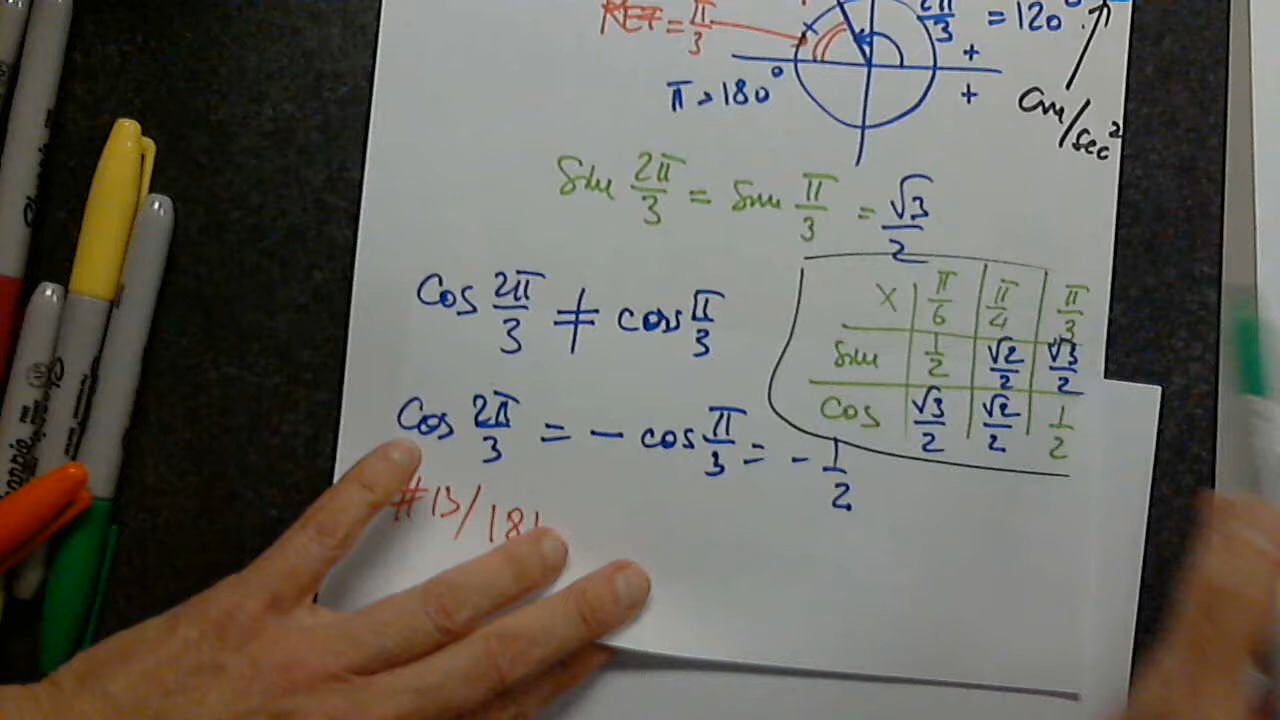 REF = π/3
2π/3 = 120°
+
π > 180°
+
cm/sec²
Sin 2π/3 = Sin π/3 = √3/2
Cos 2π/3 ≠ cos π/3
X π/6 π/4 π/3
Sin 1/2 √2/2 √3/2
Cos √3/2 √2/2 1/2
Cos 2π/3 = - cos π/3 = - 1/2
#13/181
Sharpie